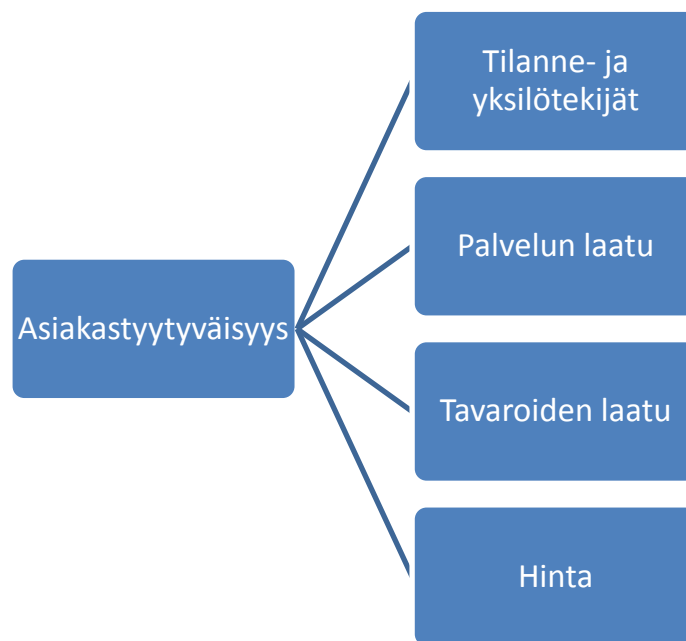 Tilanne- ja
yksilötekijät
Palvelun laatu
Asiakastyytyväisyys
Tavaroiden laatu
Hinta